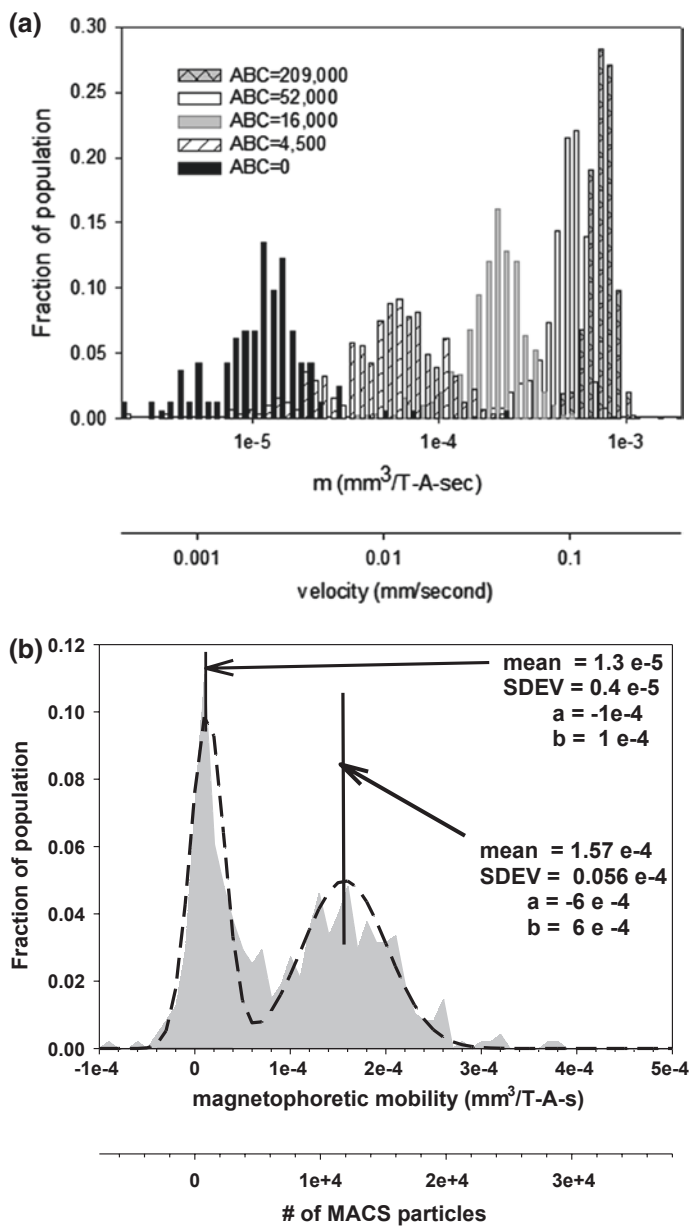 (a)
0.30
0.25
0.20
0.15
0.10
0.05
0.00
Fraction of population
ABC=209,000
ABC=52,000
ABC=16,000
ABC=4,500
ABC=0
1e-5 1e-4 1e-3
m (mm³/T-A-sec)
0.001 0.01 0.1
velocity (mm/second)
(b)
0.12
0.10
0.08
0.06
0.04
0.02
0.00
Fraction of population
mean = 1.3 e-5
SDEV = 0.4 e-5
a = -1e-4
b = 1 e-4
mean = 1.57 e-4
SDEV = 0.056 e-4
a = -6 e -4
b = 6 e -4
-1e-4 0 1e-4 2e-4 3e-4 4e-4 5e-4
magnetophoretic mobility (mm³/T-A-s)
0 1e+4 2e+4 3e+4
# of MACS particles